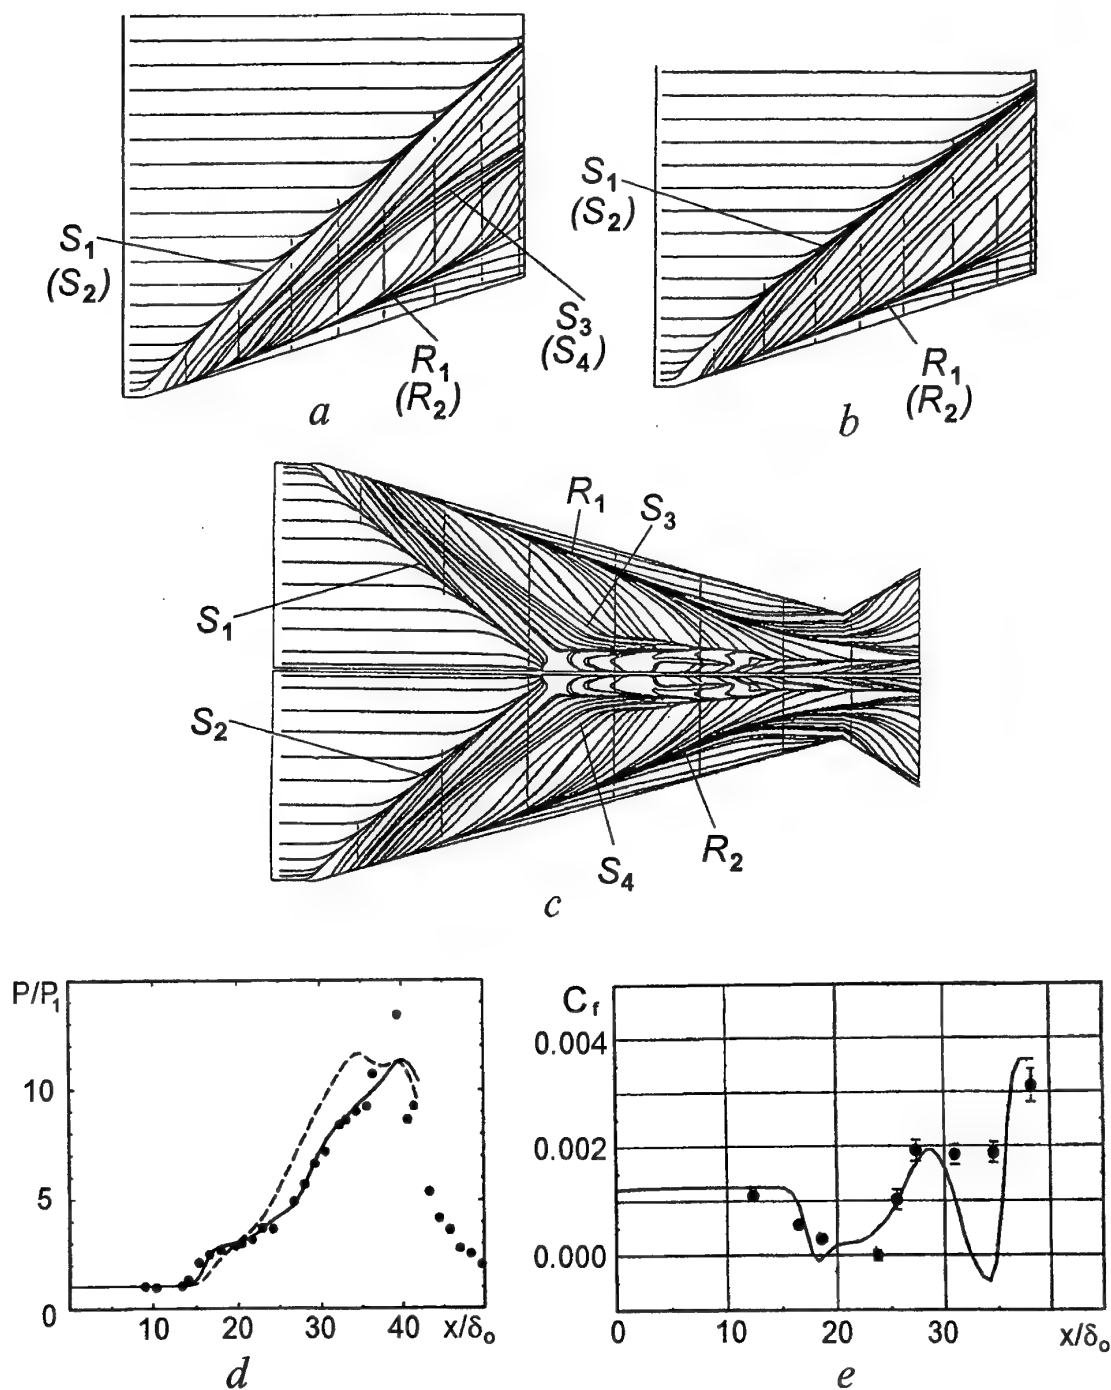 S1
(S2)
S3
(S4)
R1
(R2)
a
S1
(S2)
R1
(R2)
b
R1
S3
S1
S2
R2
S4
c
P/P1
10
5
0
10
20
30
40
x/δo
d
Cf
0.004
0.002
0.000
0
10
20
30
x/δo
e